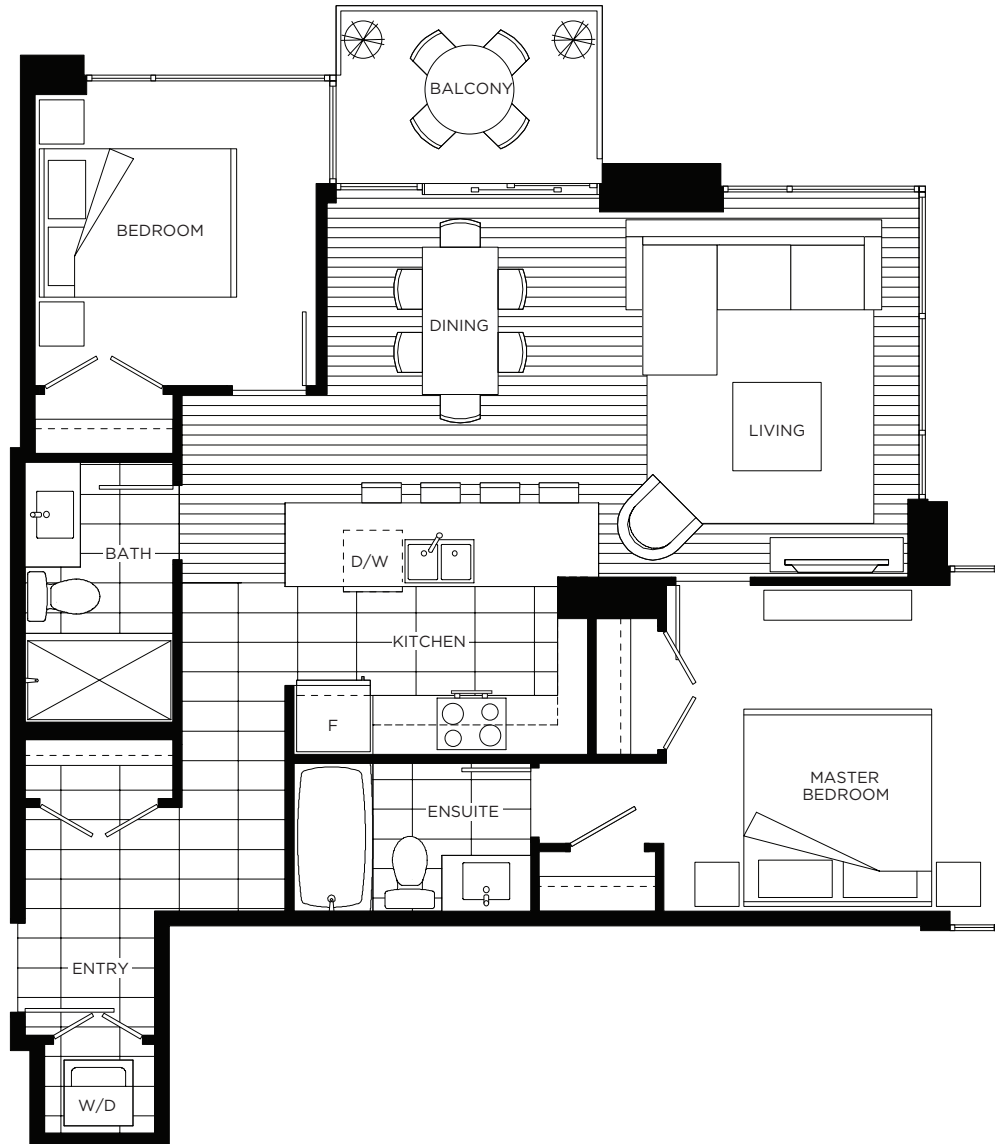 BALCONY
BEDROOM
DINING
LIVING
BATH
D/W
KITCHEN
F
MASTER
BEDROOM
ENSUITE
ENTRY
W/D